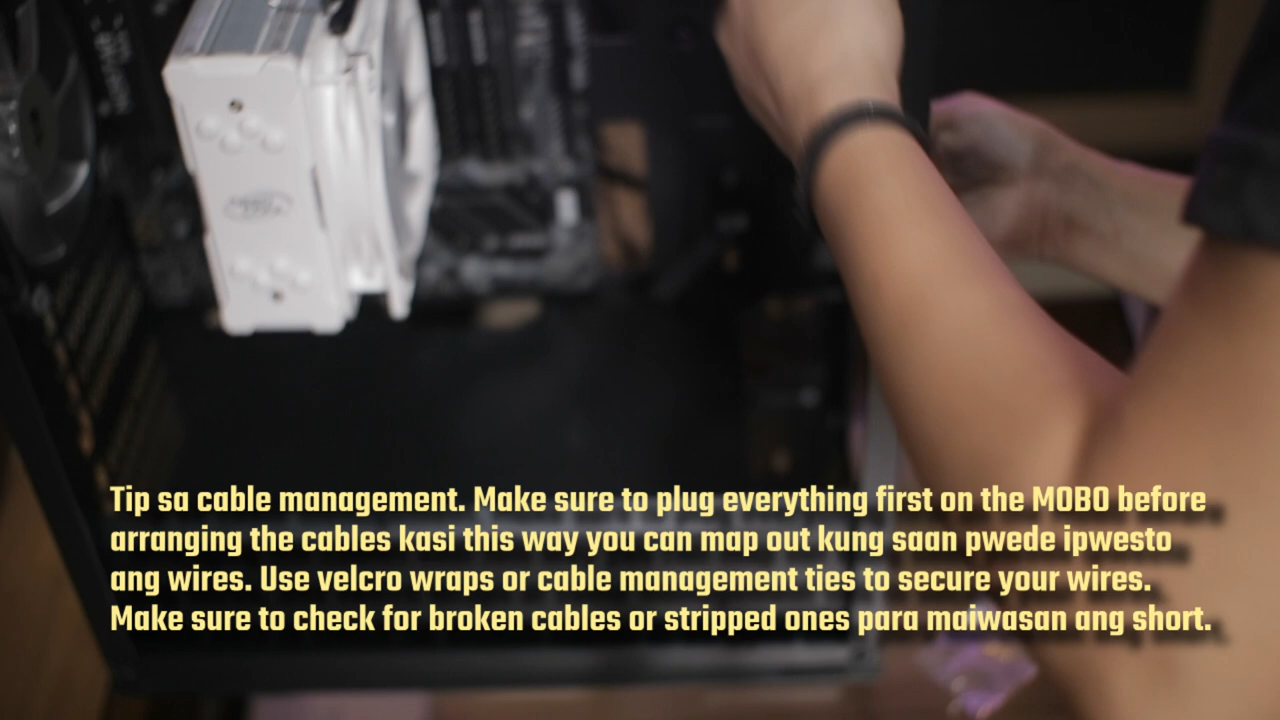 Tip sa cable management. Make sure to plug everything first on the MOBO before
arranging the cables kasi this way you can map out kung saan pwede ipwesto
ang wires. Use velcro wraps or cable management ties to secure your wires.
Make sure to check for broken cables or stripped ones para maiwasan ang short.